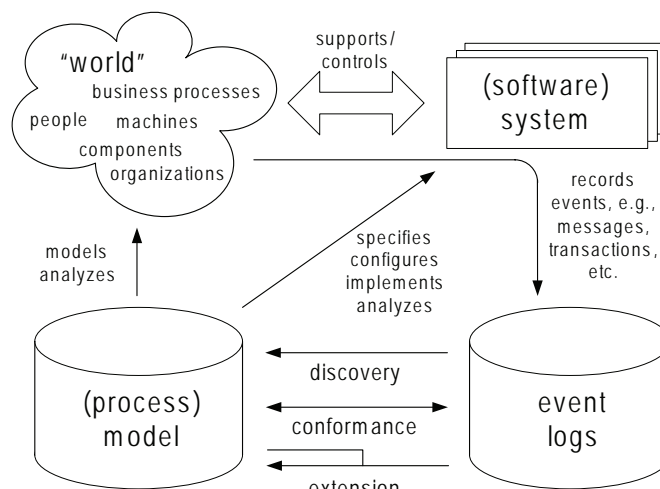 “world”
business processes
people machines
components
organizations
supports/
controls
(software)
system
records
events, e.g.,
messages,
transactions,
etc.
models
analyzes
specifies
configures
implements
analyzes
(process)
model
discovery
conformance
extension
event
logs